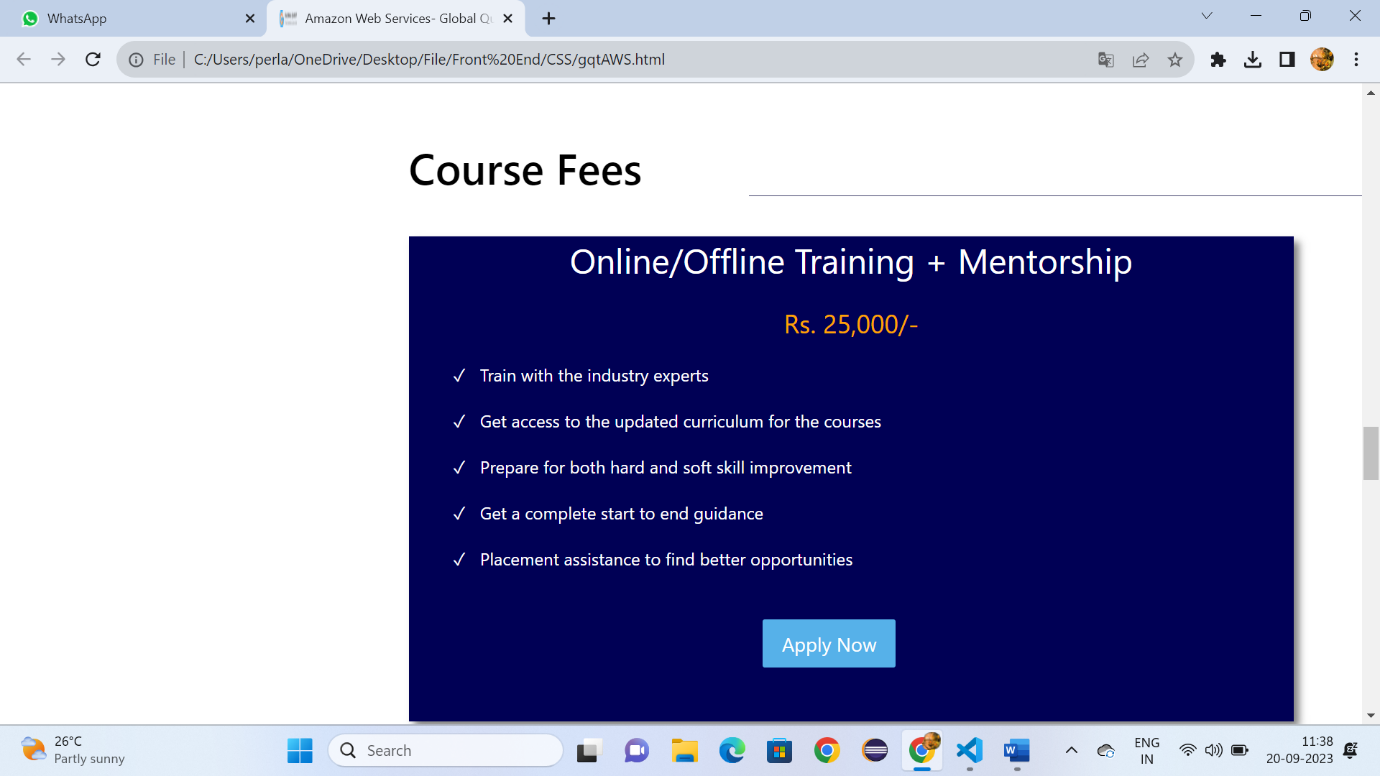 WhatsApp
Amazon Web Services- Global Qu
File
C:/Users/perla/OneDrive/Desktop/File/Front%20End/CSS/gqtAWS.html
Course Fees
Online/Offline Training + Mentorship
Rs. 25,000/-
✓ Train with the industry experts
✓ Get access to the updated curriculum for the courses
✓ Prepare for both hard and soft skill improvement
✓ Get a complete start to end guidance
✓ Placement assistance to find better opportunities
Apply Now
26°C
Partly sunny
Search
ENG
IN
11:38
20-09-2023